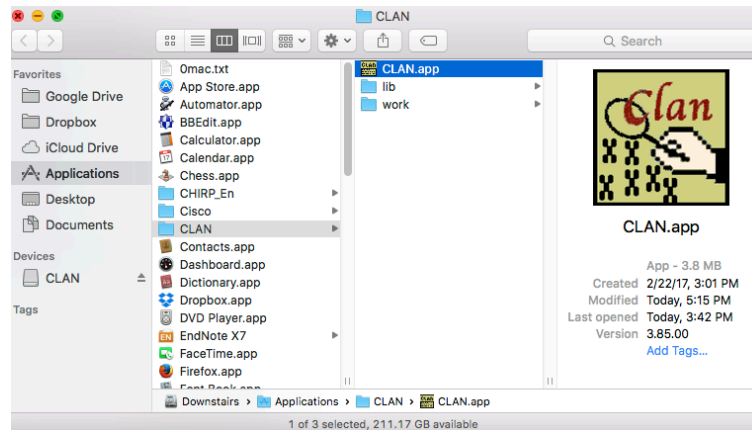 CLAN
Search
Favorites
Google Drive
Dropbox
iCloud Drive
Applications
Desktop
Documents
Devices
CLAN
Tags
0mac.txt
App Store.app
Automator.app
BBEdit.app
Calculator.app
Calendar.app
Chess.app
CHIRP_En
Cisco
CLAN
Contacts.app
Dashboard.app
Dictionary.app
Dropbox.app
DVD Player.app
EndNote X7
FaceTime.app
Firefox.app
Font Book.app
CLAN.app
lib
work
Clan
CLAN.app
App - 3.8 MB
Created 2/22/17, 3:01 PM
Modified Today, 5:15 PM
Last opened Today, 3:42 PM
Version 3.85.00
Add Tags...
Downstairs › Applications › CLAN › CLAN.app
1 of 3 selected, 211.17 GB available